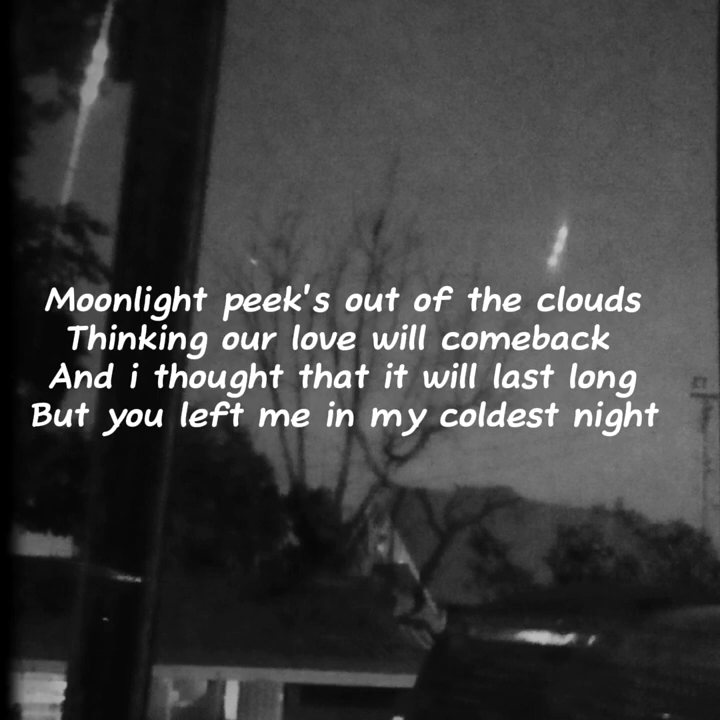 Moonlight peek's out of the clouds
Thinking our love will comeback
And i thought that it will last long
But you left me in my coldest night